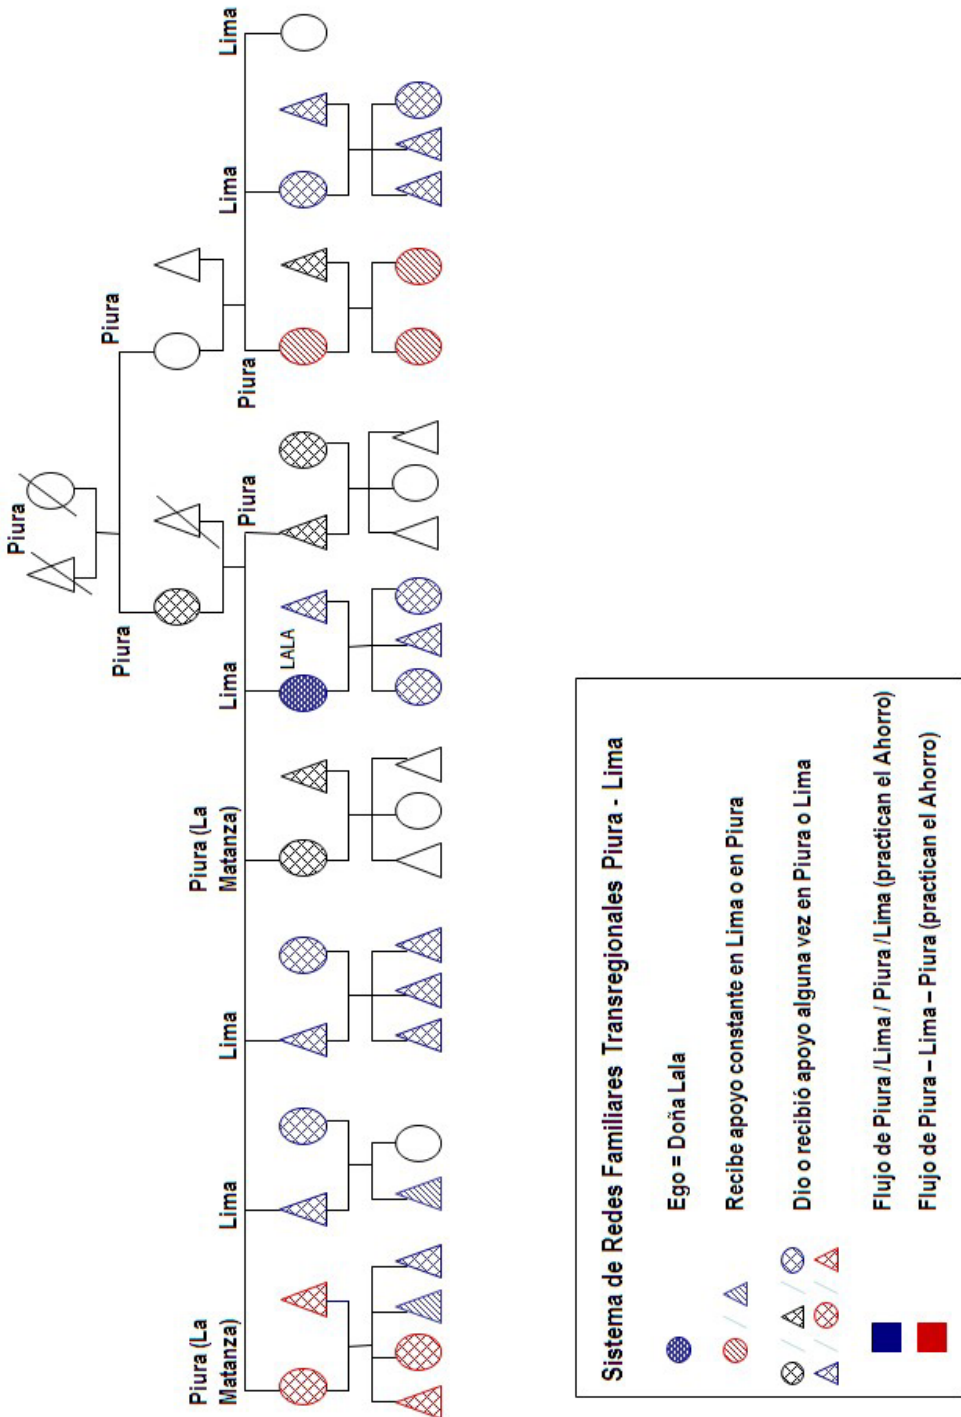 Piura
Piura
Piura
Piura (La
Matanza)
Lima
Lima
Piura (La
Matanza)
Lima
Piura
Piura
Lima
Lima
LALA
Sistema de Redes Familiares Transregionales Piura - Lima
Ego = Doña Lala
Recibe apoyo constante en Lima o en Piura
Dio o recibió apoyo alguna vez en Piura o Lima
Flujo de Piura /Lima / Piura /Lima (practican el Ahorro)
Flujo de Piura – Lima – Piura (practican el Ahorro)